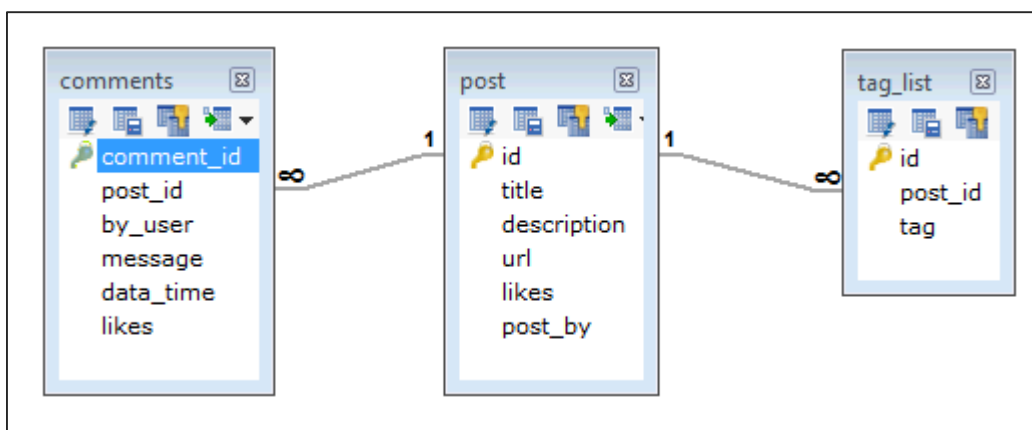 comments
comment_id
post_id
by_user
message
data_time
likes
∞
1
post
id
title
description
url
likes
post_by
1
∞
tag_list
id
post_id
tag